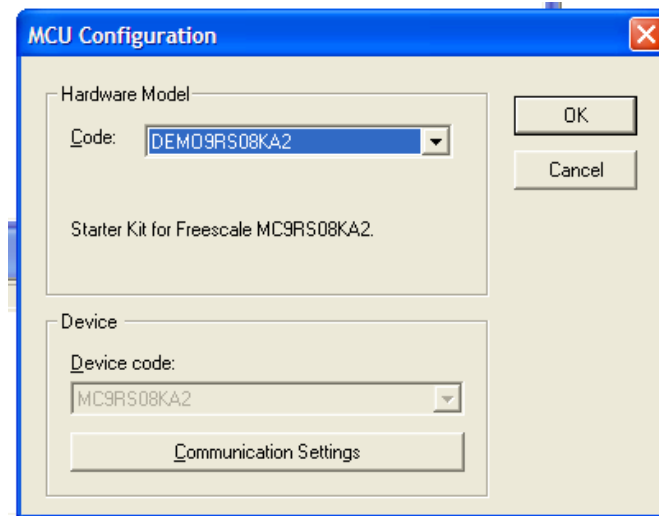 MCU Configuration
Hardware Model
Code:
DEMO9RS08KA2
OK
Cancel
Starter Kit for Freescale MC9RS08KA2.
Device
Device code:
MC9RS08KA2
Communication Settings